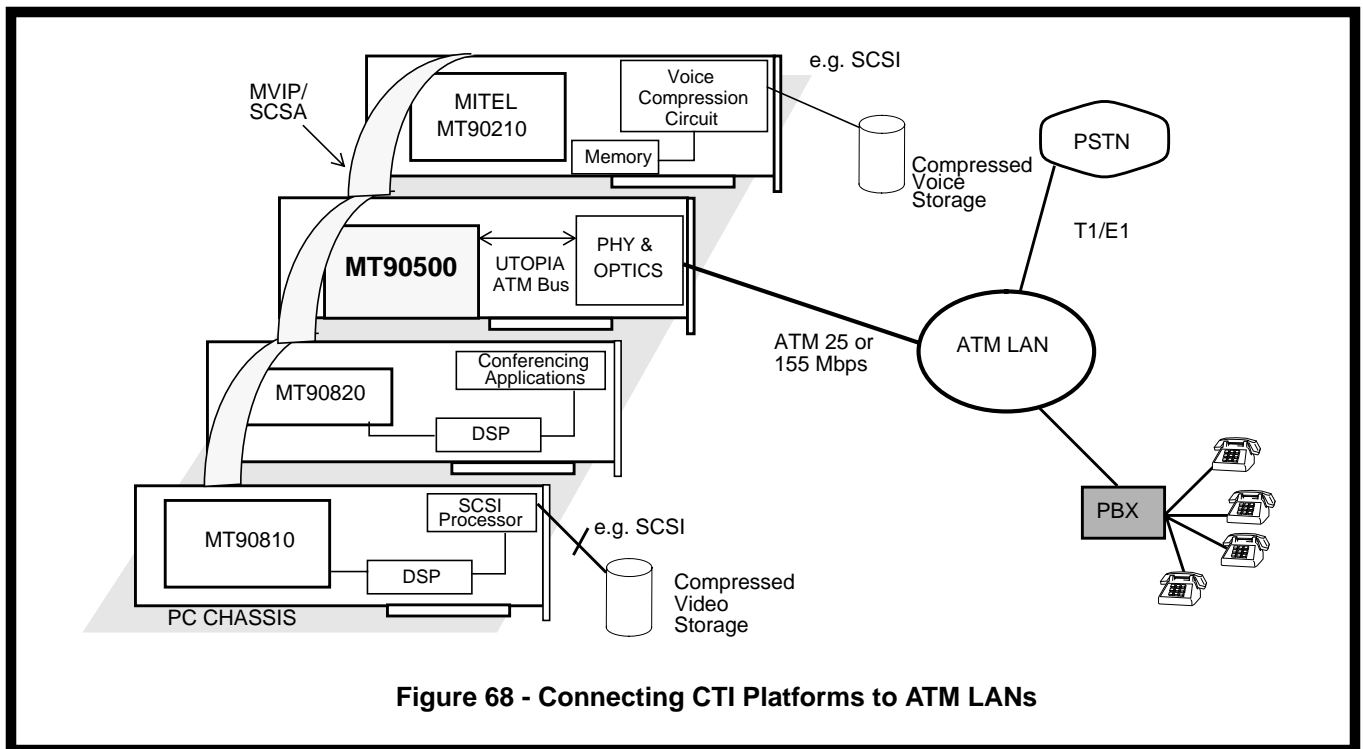 e.g. SCSI
MVIP/
SCSA
MITEL
MT90210
Voice
Compression
Circuit
Memory
Compressed
Voice
Storage
PSTN
T1/E1
MT90500
UTOPIA
ATM Bus
PHY &
OPTICS
ATM 25 or
155 Mbps
ATM LAN
MT90820
Conferencing
Applications
DSP
PBX
MT90810
SCSI
Processor
DSP
e.g. SCSI
Compressed
Video
Storage
PC CHASSIS
Figure 68 - Connecting CTI Platforms to ATM LANs